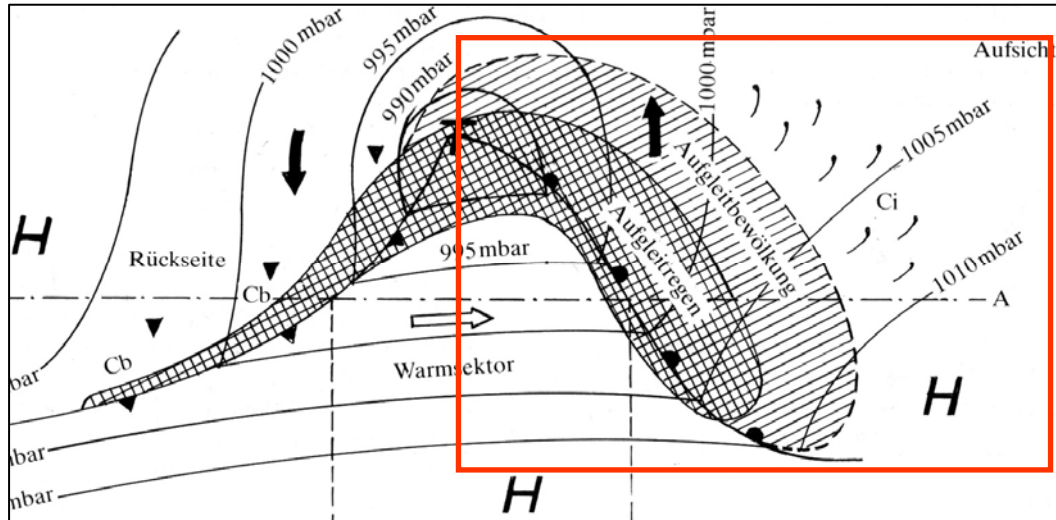 1000 mbar
995 mbar
990 mbar
1000 mbar
Aufsicht
1005 mbar
Aufgleitbewölkung
Ci
H
Rückseite
995 mbar
Aufgleitregen
1010 mbar
Cb
A
Cb
Warmsektor
H
mbar
mbar
H
T